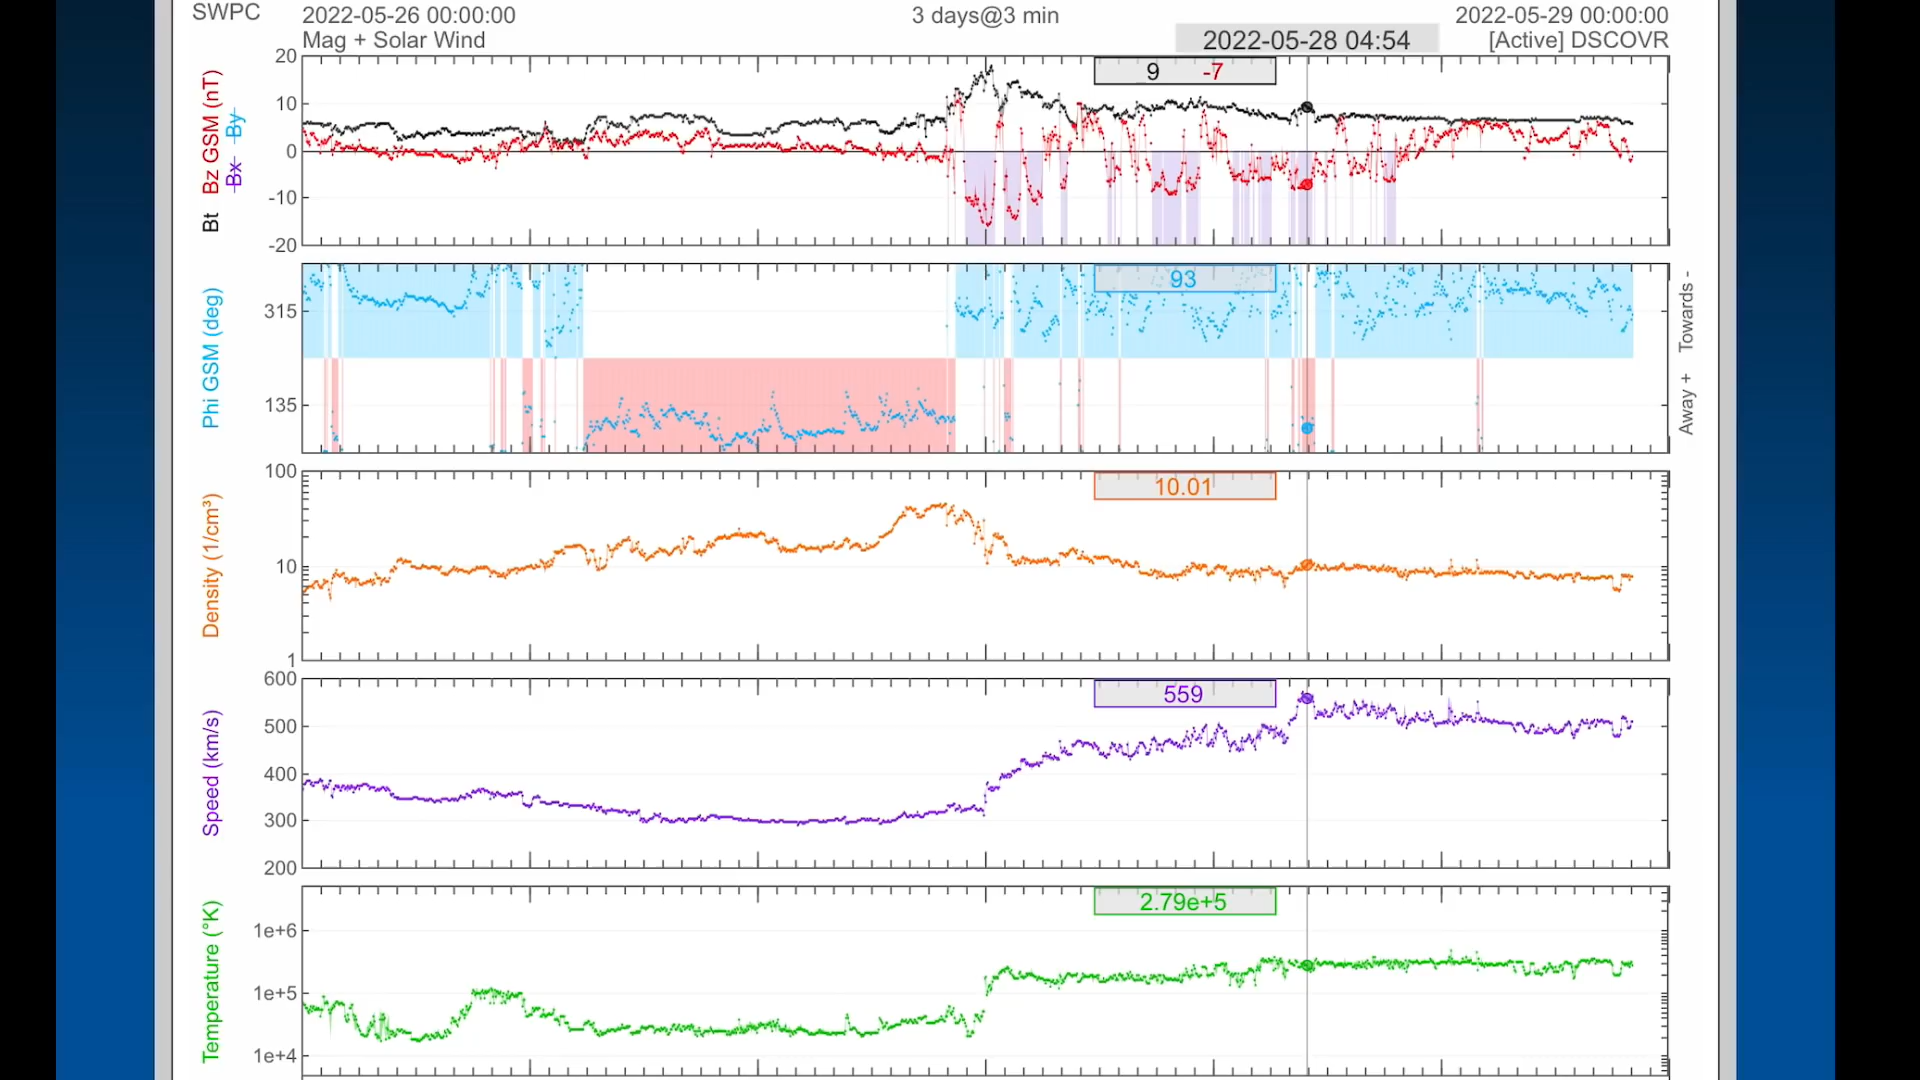 SWPC 2022-05-26 00:00:00 3 days@3 min 2022-05-29 00:00:00
Mag + Solar Wind 2022-05-28 04:54 [Active] DSCOVR
Bt Bz GSM (nT)
Bx By
20
10
0
-10
-20
9 -7
Phi GSM (deg)
315
135
93
Away + Towards -
Density (1/cm³)
100
10
1
10.01
Speed (km/s)
600
500
400
300
200
559
Temperature (°K)
1e+6
1e+5
1e+4
2.79e+5